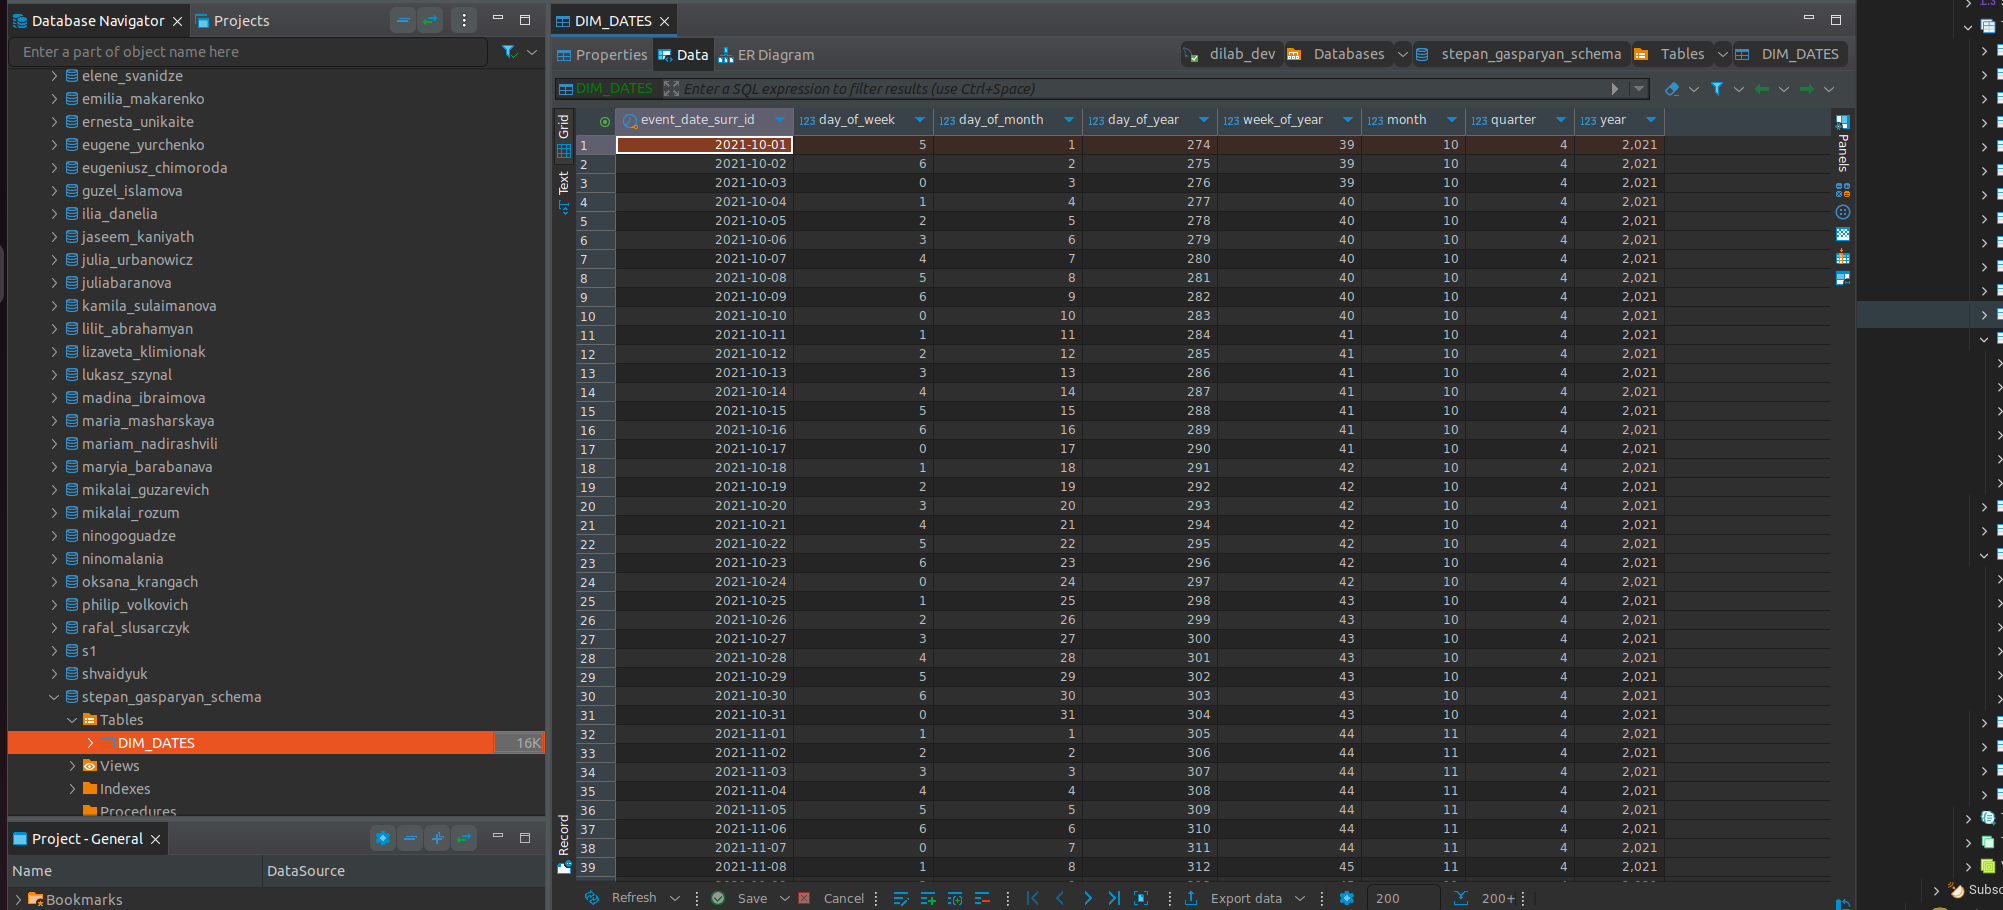 Database Navigator
Projects
Enter a part of object name here
elene_svanidze
emilia_makarenko
ernesta_unikaite
eugene_yurchenko
eugeniusz_chimoroda
guzel_islamova
ilia_danelia
jaseem_kaniyath
julia_urbanowicz
juliabaranova
kamila_sulaimanova
lilit_abrahamyan
lizaveta_klimionak
lukasz_szynal
madina_ibraimova
maria_masharskaya
mariam_nadirashvili
maryia_barabanava
mikalai_guzarevich
mikalai_rozum
ninogoguadze
ninomalania
oksana_krangach
philip_volkovich
rafal_slusarczyk
s1
shvaidyuk
stepan_gasparyan_schema
Tables
DIM_DATES 16K
Views
Indexes
Procedures
Project - General
Name DataSource
Bookmarks
DIM_DATES
Properties Data ER Diagram
dilab_dev Databases stepan_gasparyan_schema Tables DIM_DATES
DIM_DATES Enter a SQL expression to filter results (use Ctrl+Space)
Grid
Text
Record
event_date_surr_id 123 day_of_week 123 day_of_month 123 day_of_year 123 week_of_year 123 month 123 quarter 123 year
1 2021-10-01 5 1 274 39 10 4 2,021
2 2021-10-02 6 2 275 39 10 4 2,021
3 2021-10-03 0 3 276 39 10 4 2,021
4 2021-10-04 1 4 277 40 10 4 2,021
5 2021-10-05 2 5 278 40 10 4 2,021
6 2021-10-06 3 6 279 40 10 4 2,021
7 2021-10-07 4 7 280 40 10 4 2,021
8 2021-10-08 5 8 281 40 10 4 2,021
9 2021-10-09 6 9 282 40 10 4 2,021
10 2021-10-10 0 10 283 40 10 4 2,021
11 2021-10-11 1 11 284 41 10 4 2,021
12 2021-10-12 2 12 285 41 10 4 2,021
13 2021-10-13 3 13 286 41 10 4 2,021
14 2021-10-14 4 14 287 41 10 4 2,021
15 2021-10-15 5 15 288 41 10 4 2,021
16 2021-10-16 6 16 289 41 10 4 2,021
17 2021-10-17 0 17 290 41 10 4 2,021
18 2021-10-18 1 18 291 42 10 4 2,021
19 2021-10-19 2 19 292 42 10 4 2,021
20 2021-10-20 3 20 293 42 10 4 2,021
21 2021-10-21 4 21 294 42 10 4 2,021
22 2021-10-22 5 22 295 42 10 4 2,021
23 2021-10-23 6 23 296 42 10 4 2,021
24 2021-10-24 0 24 297 42 10 4 2,021
25 2021-10-25 1 25 298 43 10 4 2,021
26 2021-10-26 2 26 299 43 10 4 2,021
27 2021-10-27 3 27 300 43 10 4 2,021
28 2021-10-28 4 28 301 43 10 4 2,021
29 2021-10-29 5 29 302 43 10 4 2,021
30 2021-10-30 6 30 303 43 10 4 2,021
31 2021-10-31 0 31 304 43 10 4 2,021
32 2021-11-01 1 1 305 44 11 4 2,021
33 2021-11-02 2 2 306 44 11 4 2,021
34 2021-11-03 3 3 307 44 11 4 2,021
35 2021-11-04 4 4 308 44 11 4 2,021
36 2021-11-05 5 5 309 44 11 4 2,021
37 2021-11-06 6 6 310 44 11 4 2,021
38 2021-11-07 0 7 311 44 11 4 2,021
39 2021-11-08 1 8 312 45 11 4 2,021
Panels
Refresh Save Cancel Export data 200 200+
Subsc